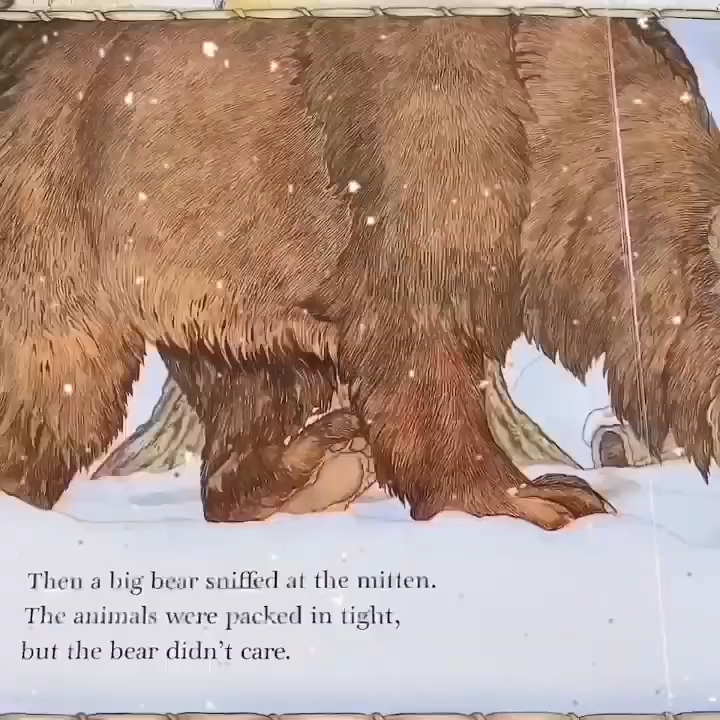 Then a big bear sniffed at the mitten.
The animals were packed in tight,
but the bear didn't care.